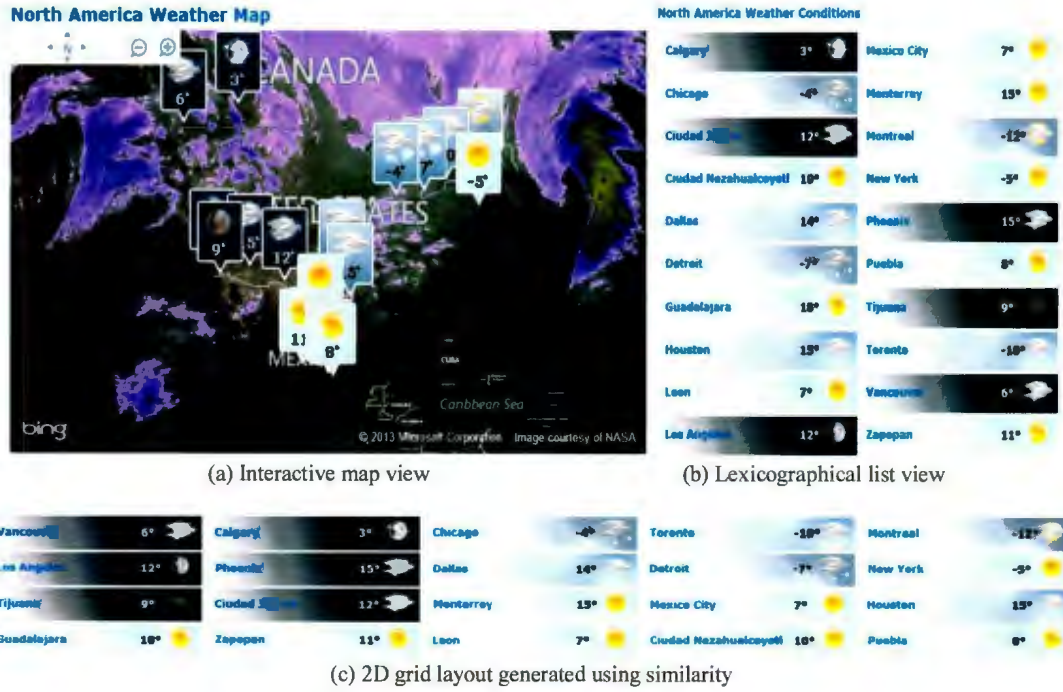 North America Weather Map
N
CANADA
6°
3°
-4°
7°
0
-5°
9°
5°
12°
.5°
11
8°
CUBA
Caribbean Sea
bing
© 2013 Microsoft Corporation Image courtesy of NASA
(a) Interactive map view
North America Weather Conditions
Calgary 3° Mexico City 7°
Chicago -4° Monterrey 15°
Ciudad 12° Montreal -12°
Ciudad Nezahualcoyotl 10° New York -5°
Dallas 14° Phoenix 15°
Detroit -7° Puebla 8°
Guadalajara 10° Tijuana 9°
Houston 15° Toronto -10°
Leon 7° Vancouver 6°
Los Angeles 12° Zapopan 11°
(b) Lexicographical list view
Vancouver 6° Calgary 3° Chicago -4° Toronto -10° Montreal -12°
Los Angeles 12° Phoenix 15° Dallas 14° Detroit -7° New York -5°
Tijuana 9° Ciudad 12° Monterrey 15° Mexico City 7° Houston 15°
Guadalajara 10° Zapopan 11° Leon 7° Ciudad Nezahualcoyotl 10° Puebla 8°
(c) 2D grid layout generated using similarity